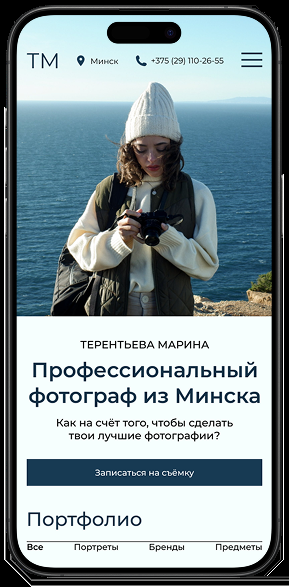 ТМ
Минск
+375 (29) 110-26-55
ТЕРЕНТЬЕВА МАРИНА
Профессиональный
фотограф из Минска
Как на счёт того, чтобы сделать
твои лучшие фотографии?
Записаться на съёмку
Портфолио
Все Портреты Бренды Предметы